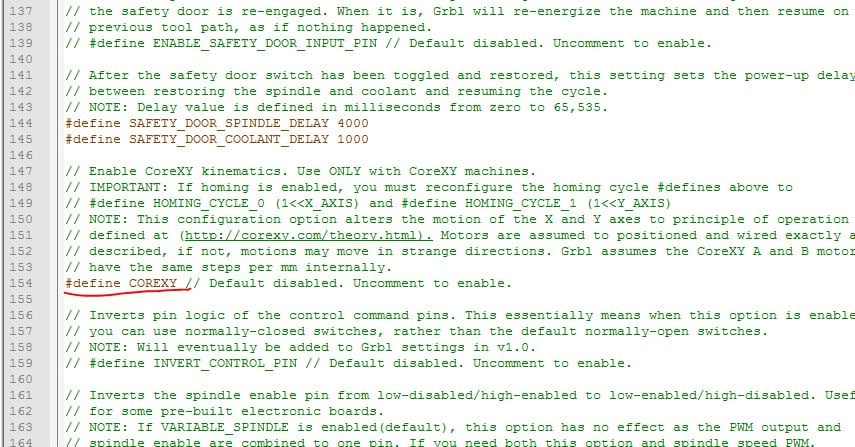 137 // the safety door is re-engaged. When it is, Grbl will re-energize the machine and then resume on
138 // previous tool path, as if nothing happened.
139 // #define ENABLE_SAFETY_DOOR_INPUT_PIN // Default disabled. Uncomment to enable.
140
141 // After the safety door switch has been toggled and restored, this setting sets the power-up delay
142 // between restoring the spindle and coolant and resuming the cycle.
143 // NOTE: Delay value is defined in milliseconds from zero to 65,535.
144 #define SAFETY_DOOR_SPINDLE_DELAY 4000
145 #define SAFETY_DOOR_COOLANT_DELAY 1000
146
147 // Enable CoreXY kinematics. Use ONLY with CoreXY machines.
148 // IMPORTANT: If homing is enabled, you must reconfigure the homing cycle #defines above to
149 // #define HOMING_CYCLE_0 (1<<X_AXIS) and #define HOMING_CYCLE_1 (1<<Y_AXIS)
150 // NOTE: This configuration option alters the motion of the X and Y axes to principle of operation
151 // defined at (http://corexy.com/theory.html). Motors are assumed to positioned and wired exactly a
152 // described, if not, motions may move in strange directions. Grbl assumes the CoreXY A and B motor
153 // have the same steps per mm internally.
154 #define COREXY // Default disabled. Uncomment to enable.
155
156 // Inverts pin logic of the control command pins. This essentially means when this option is enable
157 // you can use normally-closed switches, rather than the default normally-open switches.
158 // NOTE: Will eventually be added to Grbl settings in v1.0.
159 // #define INVERT_CONTROL_PIN // Default disabled. Uncomment to enable.
160
161 // Inverts the spindle enable pin from low-disabled/high-enabled to low-enabled/high-disabled. Usef
162 // for some pre-built electronic boards.
163 // NOTE: If VARIABLE_SPINDLE is enabled(default), this option has no effect as the PWM output and
164 // spindle enable are combined to one pin. If you need both this option and spindle speed PWM.